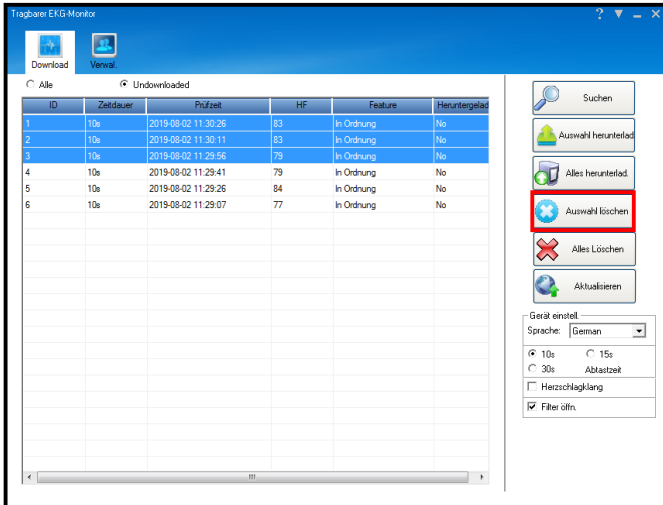 Tragbarer EKG-Monitor
Download Verwal.
Alle Undownloaded
ID Zeitdauer Prüfzeit HF Feature Heruntergelad
1 10s 2019-08-02 11:30:26 83 In Ordnung No
2 10s 2019-08-02 11:30:11 83 In Ordnung No
3 10s 2019-08-02 11:29:56 79 In Ordnung No
4 10s 2019-08-02 11:29:41 79 In Ordnung No
5 10s 2019-08-02 11:29:26 84 In Ordnung No
6 10s 2019-08-02 11:29:07 77 In Ordnung No
Suchen
Auswahl herunterlad
Alles herunterlad.
Auswahl löschen
Alles Löschen
Aktualisieren
Gerät einstell.
Sprache: German
10s 15s
30s Abtastzeit
Herzschlagklang
Filter öffn.